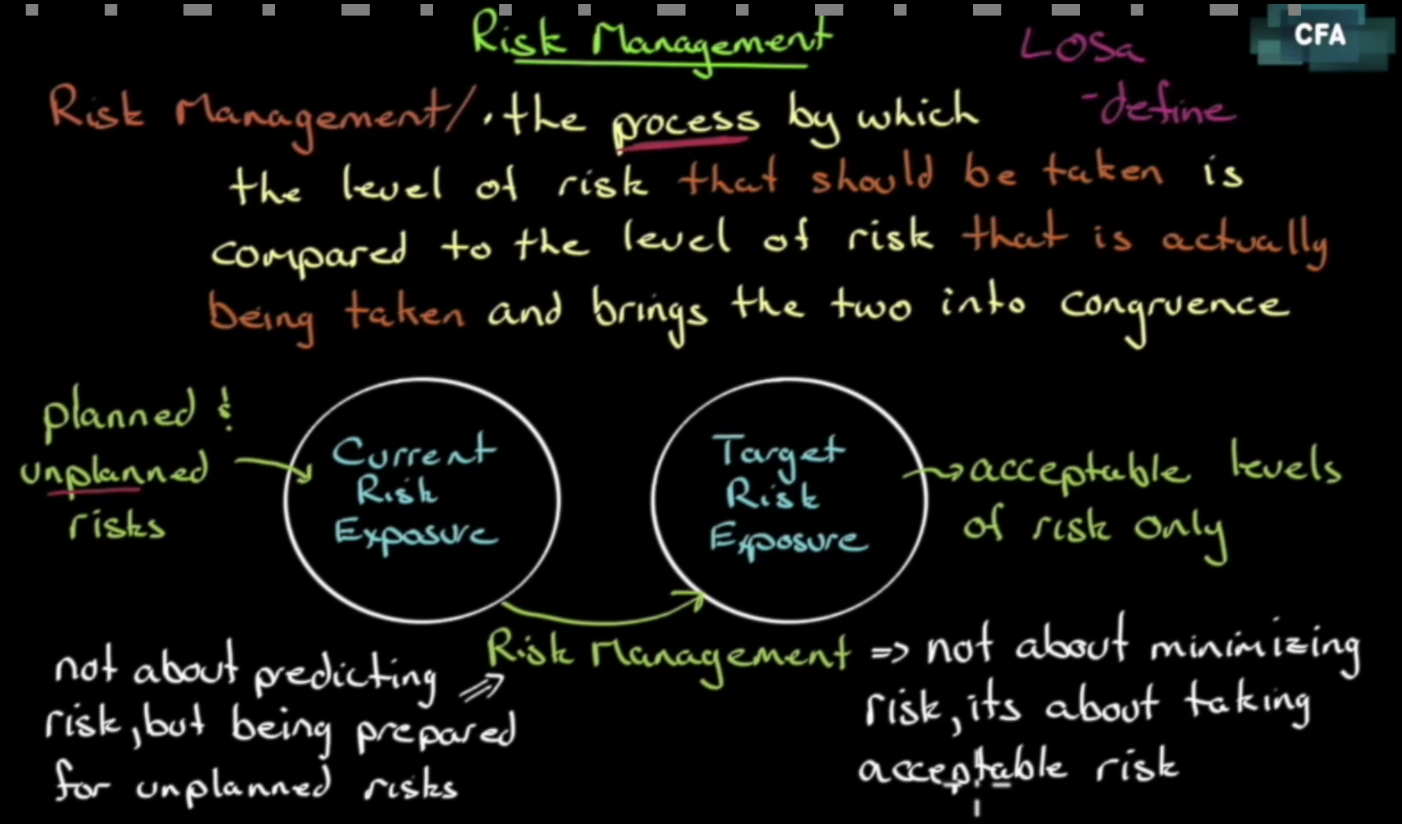 Risk Management
LOSa
CFA
- define
Risk Management/ . the process by which
the level of risk that should be taken is
compared to the level of risk that is actually
being taken and brings the two into congruence
planned &
unplanned
risks
Current
Risk
Exposure
Target
Risk
Exposure
acceptable levels
of risk only
Risk Management => not about minimizing
risk, its about taking
acceptable risk
not about predicting =>
risk, but being prepared
for unplanned risks